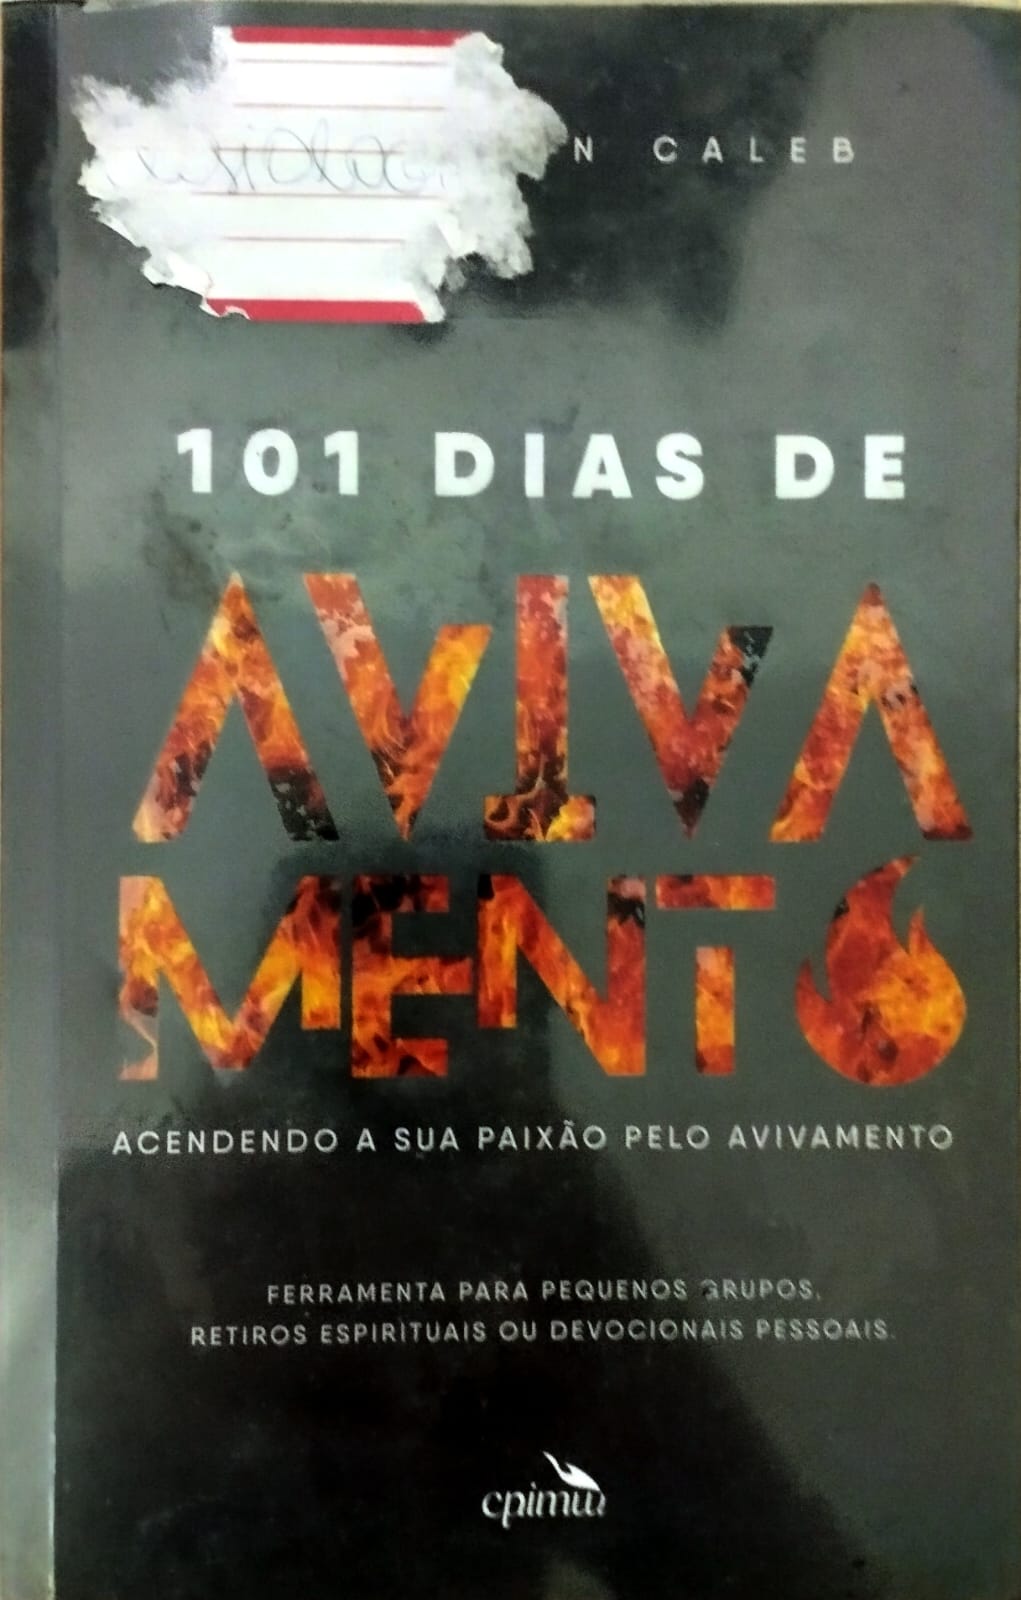 N CALEB
101 DIAS DE
AVIVA
MENTO
ACENDENDO A SUA PAIXÃO PELO AVIVAMENTO
FERRAMENTA PARA PEQUENOS GRUPOS,
RETIROS ESPIRITUAIS OU DEVOCIONAIS PESSOAIS.
cpimw